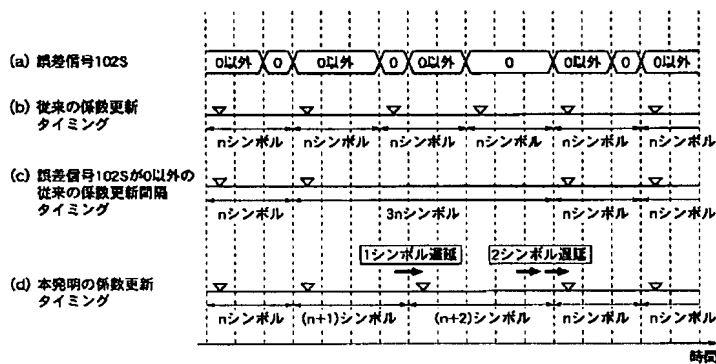 (a) 誤差信号102S
0以外 0 0以外 0 0以外 0 0以外 0 0以外
(b) 従来の係数更新
タイミング
nシンボル nシンボル nシンボル nシンボル nシンボル nシンボル
(c) 誤差信号102Sが0以外の
従来の係数更新間隔
タイミング
nシンボル 3nシンボル nシンボル nシンボル
1シンボル遅延 2シンボル遅延
(d) 本発明の係数更新
タイミング
nシンボル (n+1)シンボル (n+2)シンボル nシンボル nシンボル
時間